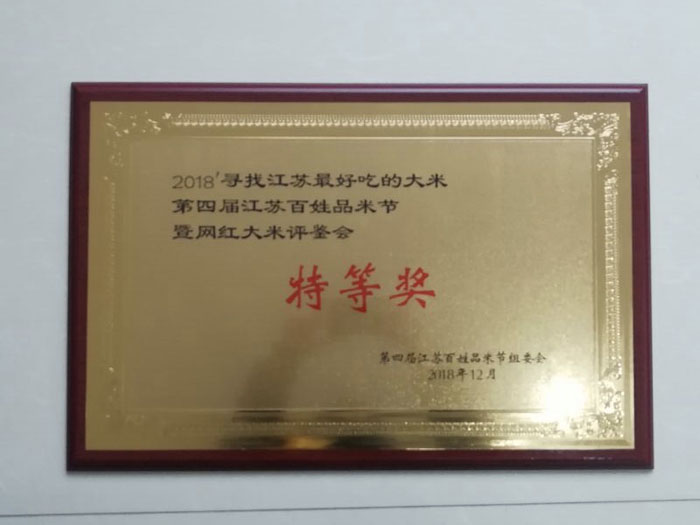 2018'寻找江苏最好吃的大米
第四届江苏百姓品米节
暨网红大米评鉴会
特等奖
第四届江苏百姓品米节组委会
2018年12月